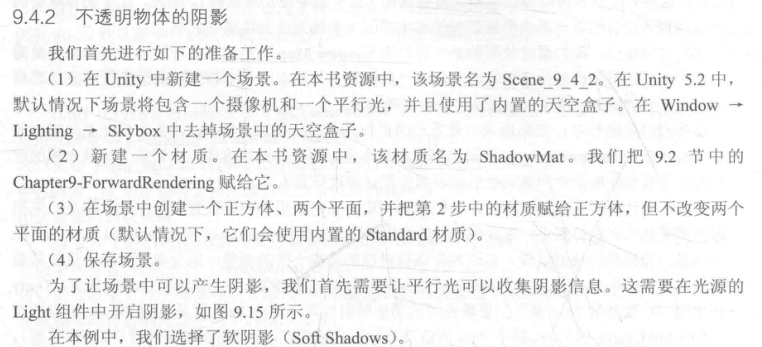 9.4.2 不透明物体的阴影
我们首先进行如下的准备工作。
（1）在 Unity 中新建一个场景。在本书资源中，该场景名为 Scene_9_4_2。在 Unity 5.2 中，
默认情况下场景将包含一个摄像机和一个平行光，并且使用了内置的天空盒子。在 Window →
Lighting → Skybox 中去掉场景中的天空盒子。
（2）新建一个材质。在本书资源中，该材质名为 ShadowMat。我们把 9.2 节中的
Chapter9-ForwardRendering 赋给它。
（3）在场景中创建一个正方体、两个平面，并把第 2 步中的材质赋给正方体，但不改变两个
平面的材质（默认情况下，它们会使用内置的 Standard 材质）。
（4）保存场景。
为了让场景中可以产生阴影，我们首先需要让平行光可以收集阴影信息。这需要在光源的
Light 组件中开启阴影，如图 9.15 所示。
在本例中，我们选择了软阴影（Soft Shadows）。